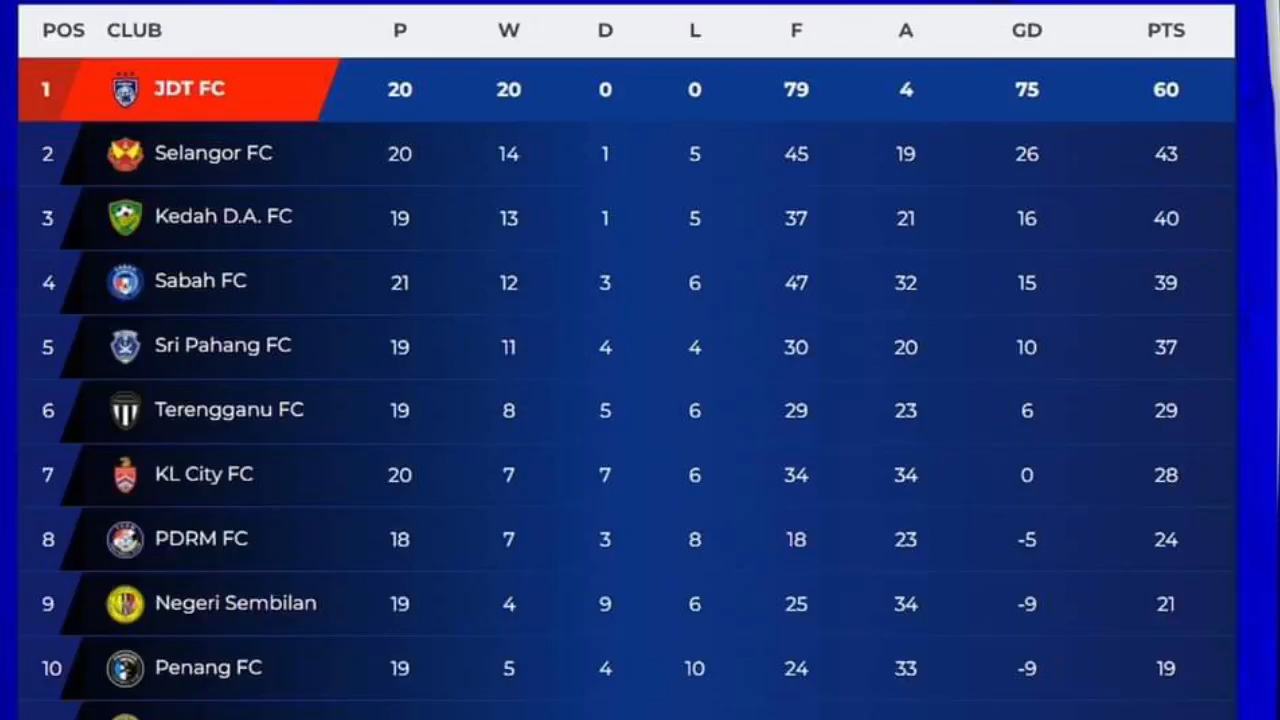 POS CLUB P W D L F A GD PTS
1 JDT FC 20 20 0 0 79 4 75 60
2 Selangor FC 20 14 1 5 45 19 26 43
3 Kedah D.A. FC 19 13 1 5 37 21 16 40
4 Sabah FC 21 12 3 6 47 32 15 39
5 Sri Pahang FC 19 11 4 4 30 20 10 37
6 Terengganu FC 19 8 5 6 29 23 6 29
7 KL City FC 20 7 7 6 34 34 0 28
8 PDRM FC 18 7 3 8 18 23 -5 24
9 Negeri Sembilan 19 4 9 6 25 34 -9 21
10 Penang FC 19 5 4 10 24 33 -9 19